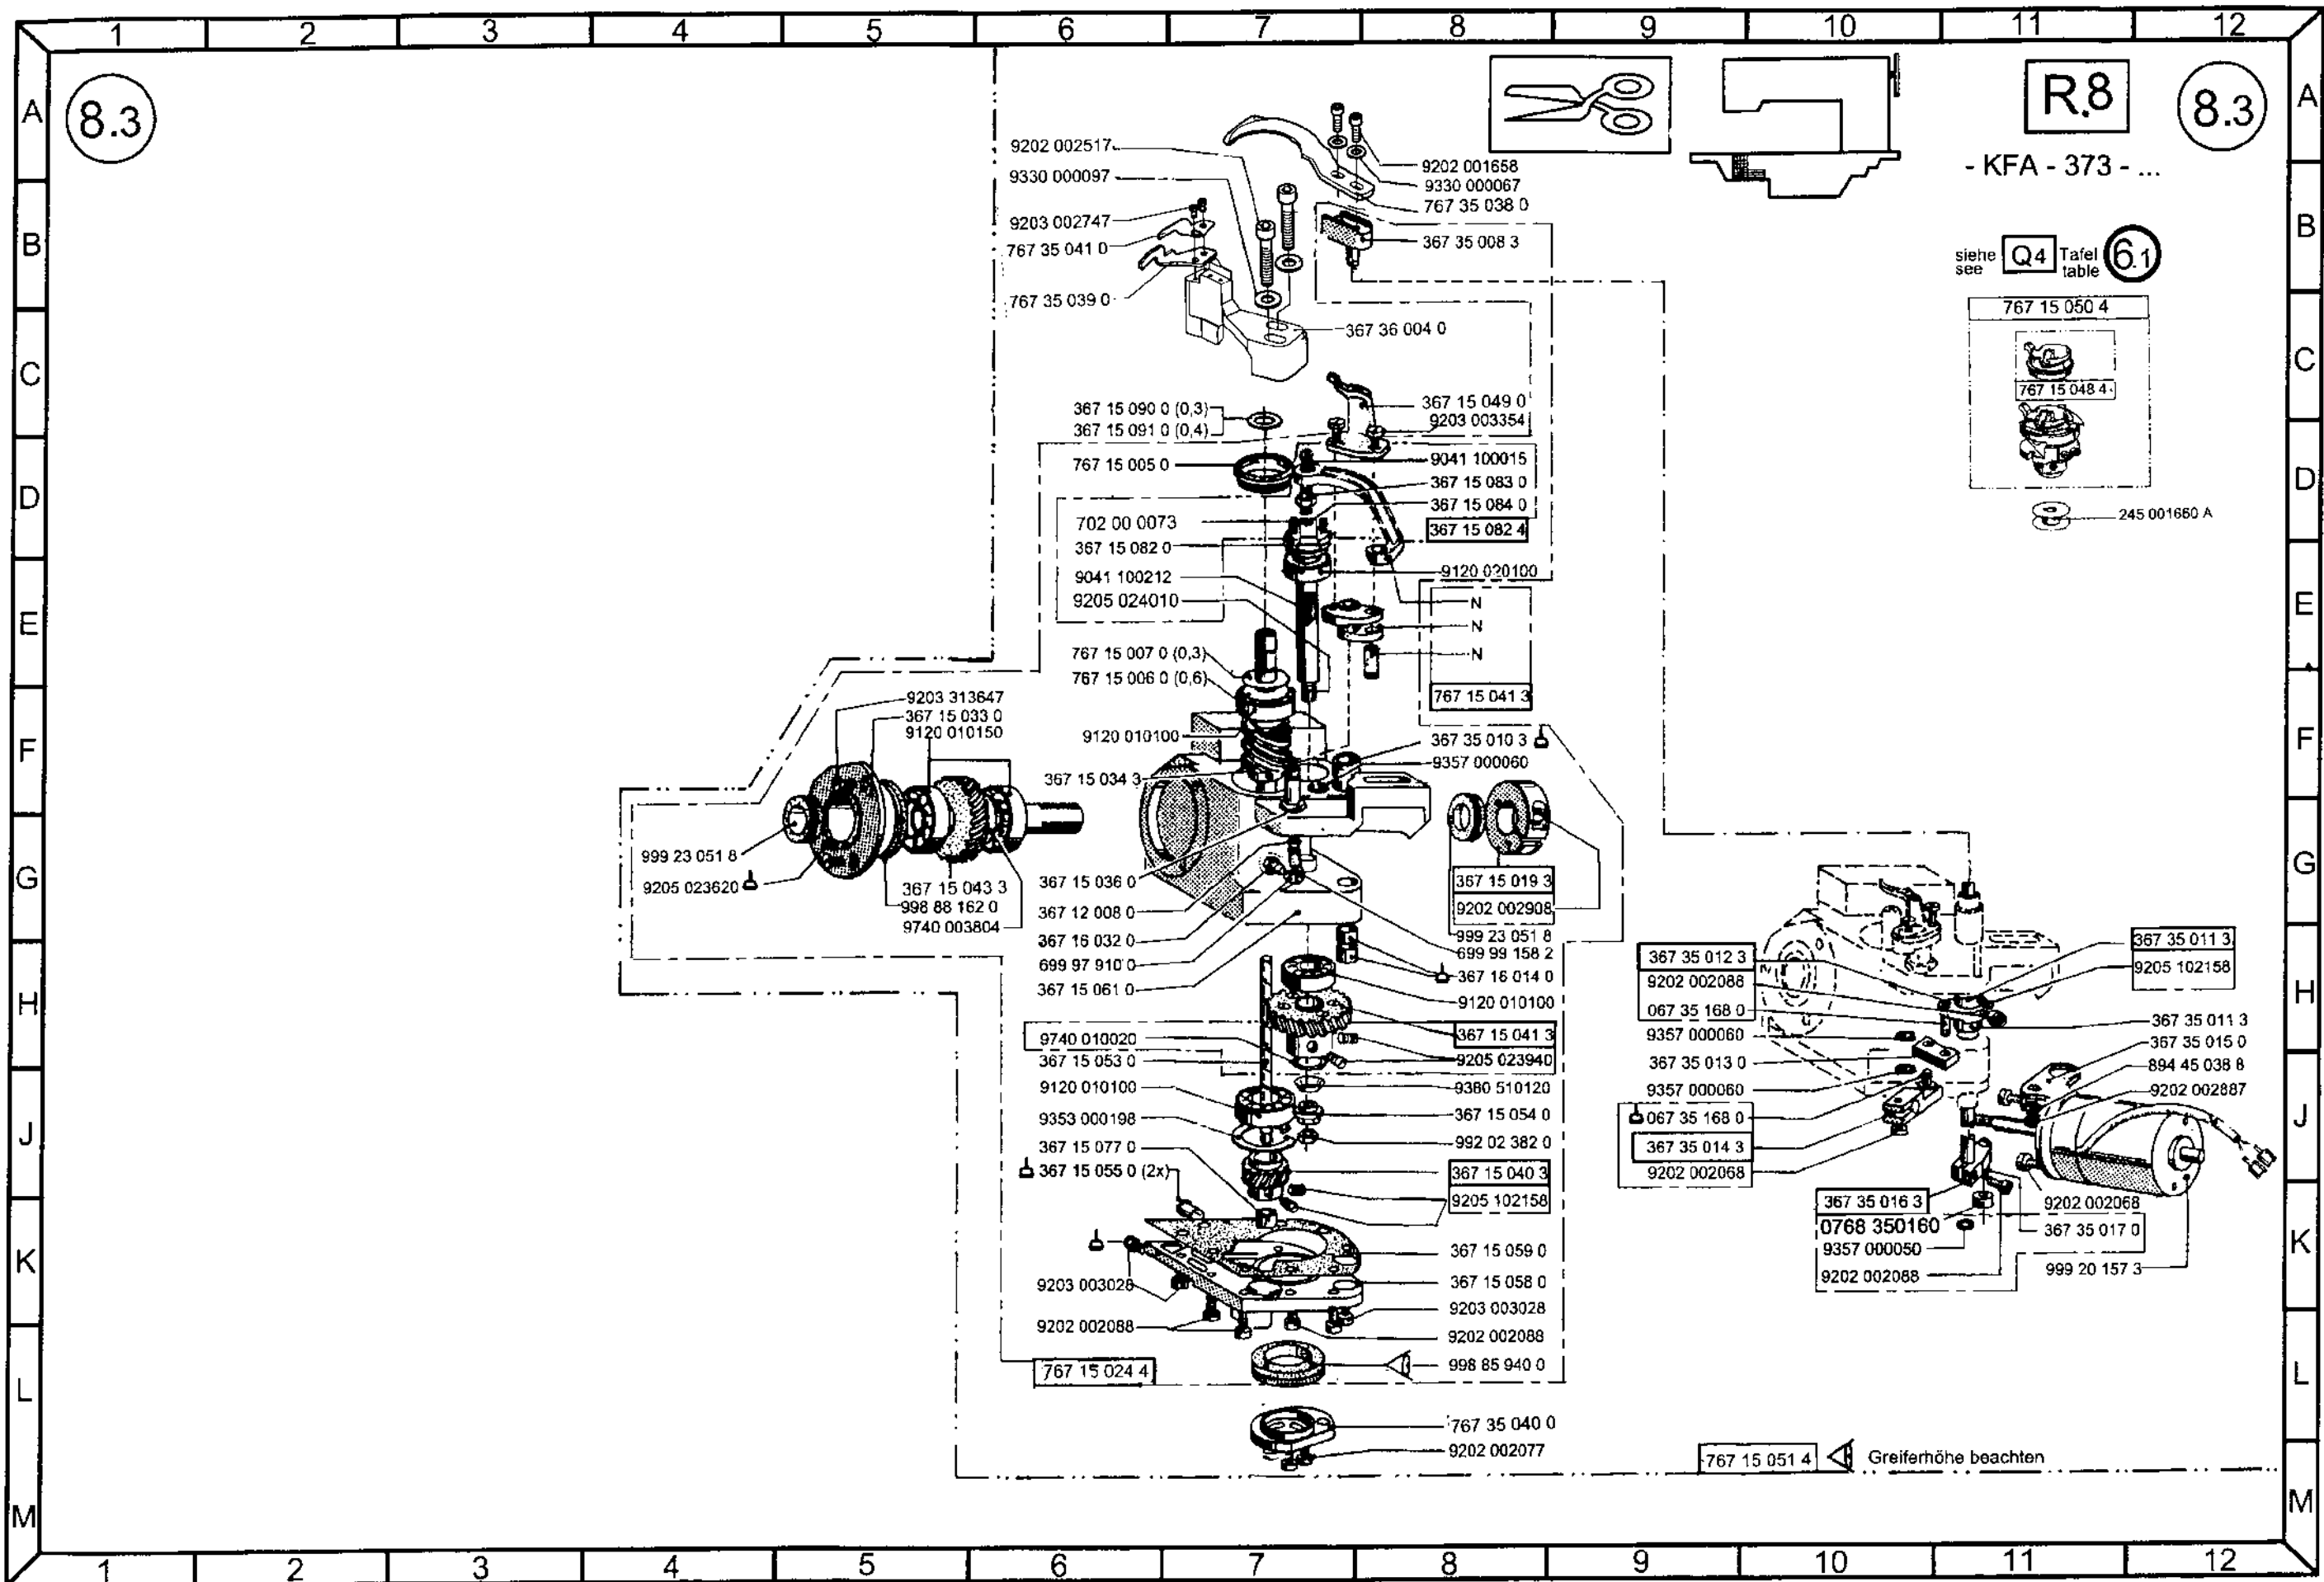 1 2 3 4 5 6 7 8 9 10 11 12
A
B
C
D
E
F
G
H
J
K
L
M
8.3
R.8
8.3
- KFA - 373 - ...
siehe
see
Q4
Tafel
table
6.1
767 15 050 4
767 15 048 4
245 001660 A
9202 002517
9330 000097
9203 002747
767 35 041 0
767 35 039 0
9202 001658
9330 000067
767 35 038 0
367 35 008 3
367 36 004 0
367 15 090 0 (0,3)
367 15 091 0 (0,4)
767 15 005 0
702 00 0073
367 15 082 0
9041 100212
9205 024010
767 15 007 0 (0,3)
767 15 006 0 (0,6)
9120 010100
367 15 034 3
367 15 049 0
9203 003354
9041 100015
367 15 083 0
367 15 084 0
367 15 082 4
9120 020100
N
N
N
767 15 041 3
367 35 010 3
9357 000060
9203 313647
367 15 033 0
9120 010150
999 23 051 8
9205 023620
367 15 043 3
998 88 162 0
9740 003804
367 15 036 0
367 12 008 0
367 16 032 0
699 97 910 0
367 15 061 0
367 15 019 3
9202 002908
999 23 051 8
699 99 158 2
367 16 014 0
9120 010100
9740 010020
367 15 053 0
9120 010100
9353 000198
367 15 077 0
367 15 055 0 (2x)
367 15 041 3
9205 023940
9380 510120
367 15 054 0
992 02 382 0
367 15 040 3
9205 102158
367 15 059 0
367 15 058 0
9203 003028
9202 002088
9203 003028
9202 002088
998 85 940 0
767 15 024 4
767 35 040 0
9202 002077
367 35 012 3
9202 002088
067 35 168 0
9357 000060
367 35 013 0
9357 000060
067 35 168 0
367 35 014 3
9202 002068
367 35 011 3
9205 102158
367 35 011 3
367 35 015 0
894 45 038 8
9202 002887
367 35 016 3
0768 350160
9357 000050
9202 002088
9202 002068
367 35 017 0
999 20 157 3
767 15 051 4
Greiferhöhe beachten
A
B
C
D
E
F
G
H
J
K
L
M
1 2 3 4 5 6 7 8 9 10 11 12